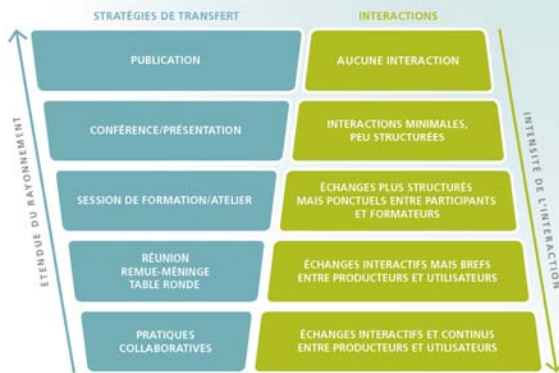 STRATÉGIES DE TRANSFERT
INTERACTIONS
PUBLICATION
AUCUNE INTERACTION
CONFÉRENCE/PRÉSENTATION
INTERACTIONS MINIMALES,
PEU STRUCTURÉES
SESSION DE FORMATION/ATELIER
ÉCHANGES PLUS STRUCTURÉS
MAIS PONCTUELS ENTRE PARTICIPANTS
ET FORMATEURS
RÉUNION
REMUE-MÉNINGE
TABLE RONDE
ÉCHANGES INTERACTIFS MAIS BREFS
ENTRE PRODUCTEURS ET UTILISATEURS
PRATIQUES
COLLABORATIVES
ÉCHANGES INTERACTIFS ET CONTINUS
ENTRE PRODUCTEURS ET UTILISATEURS
ETENDUE DU RAYONNEMENT
INTENSITÉ DE L'INTERACTION